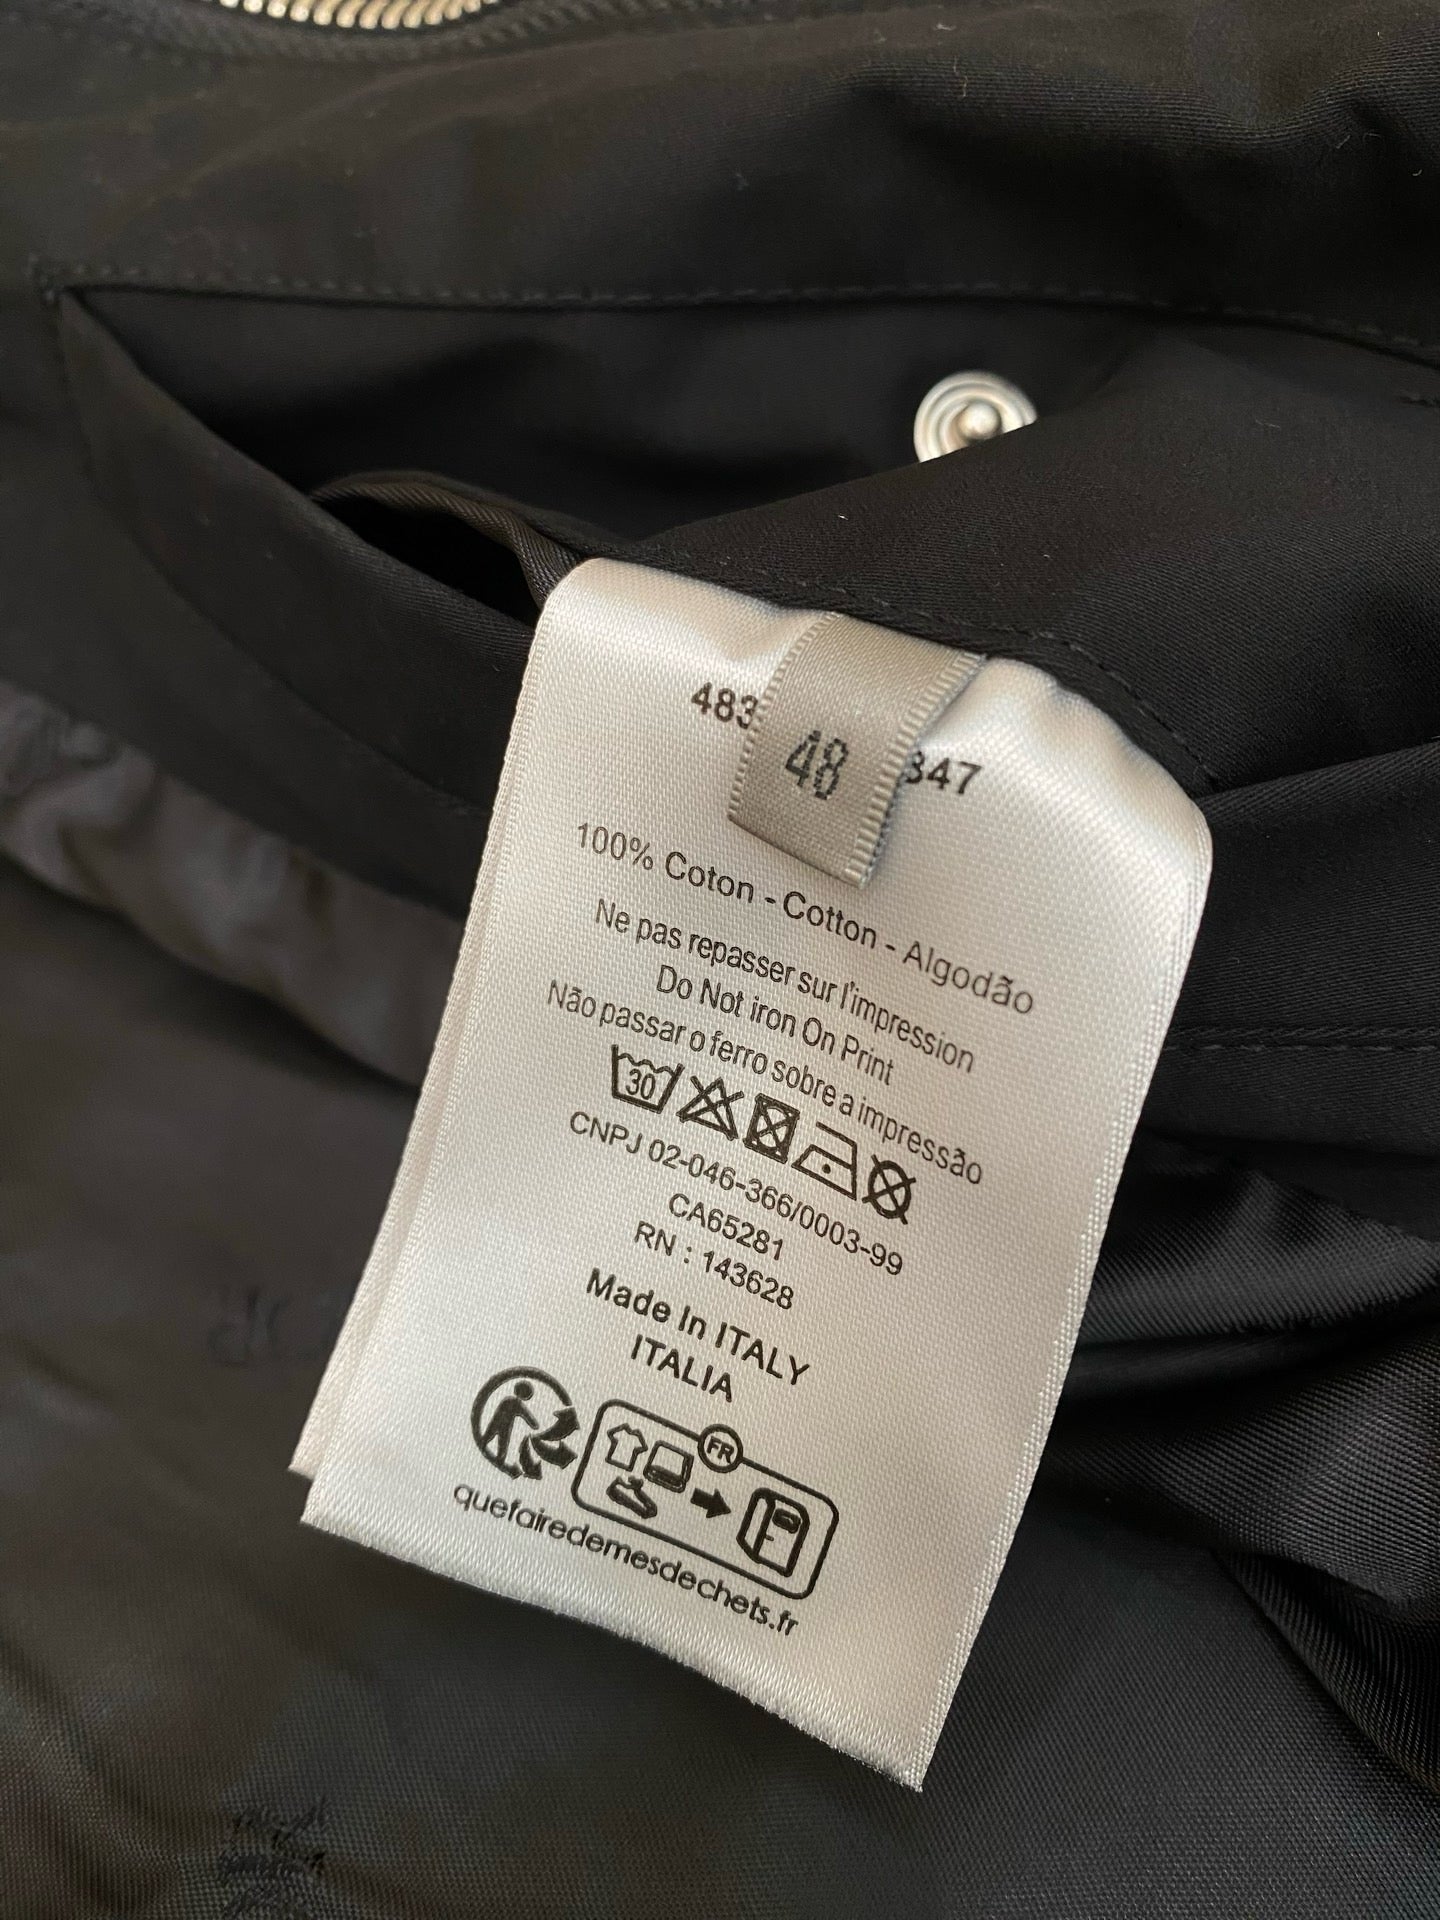 483
48
347
100% Coton - Cotton - Algodão
Ne pas repasser sur l'impression
Do Not iron On Print
Não passar o ferro sobre a impressão
30
CNPJ 02-046-366/0003-99
CA65281
RN : 143628
Made In ITALY
ITALIA
FR
quefairedemesdechets.fr